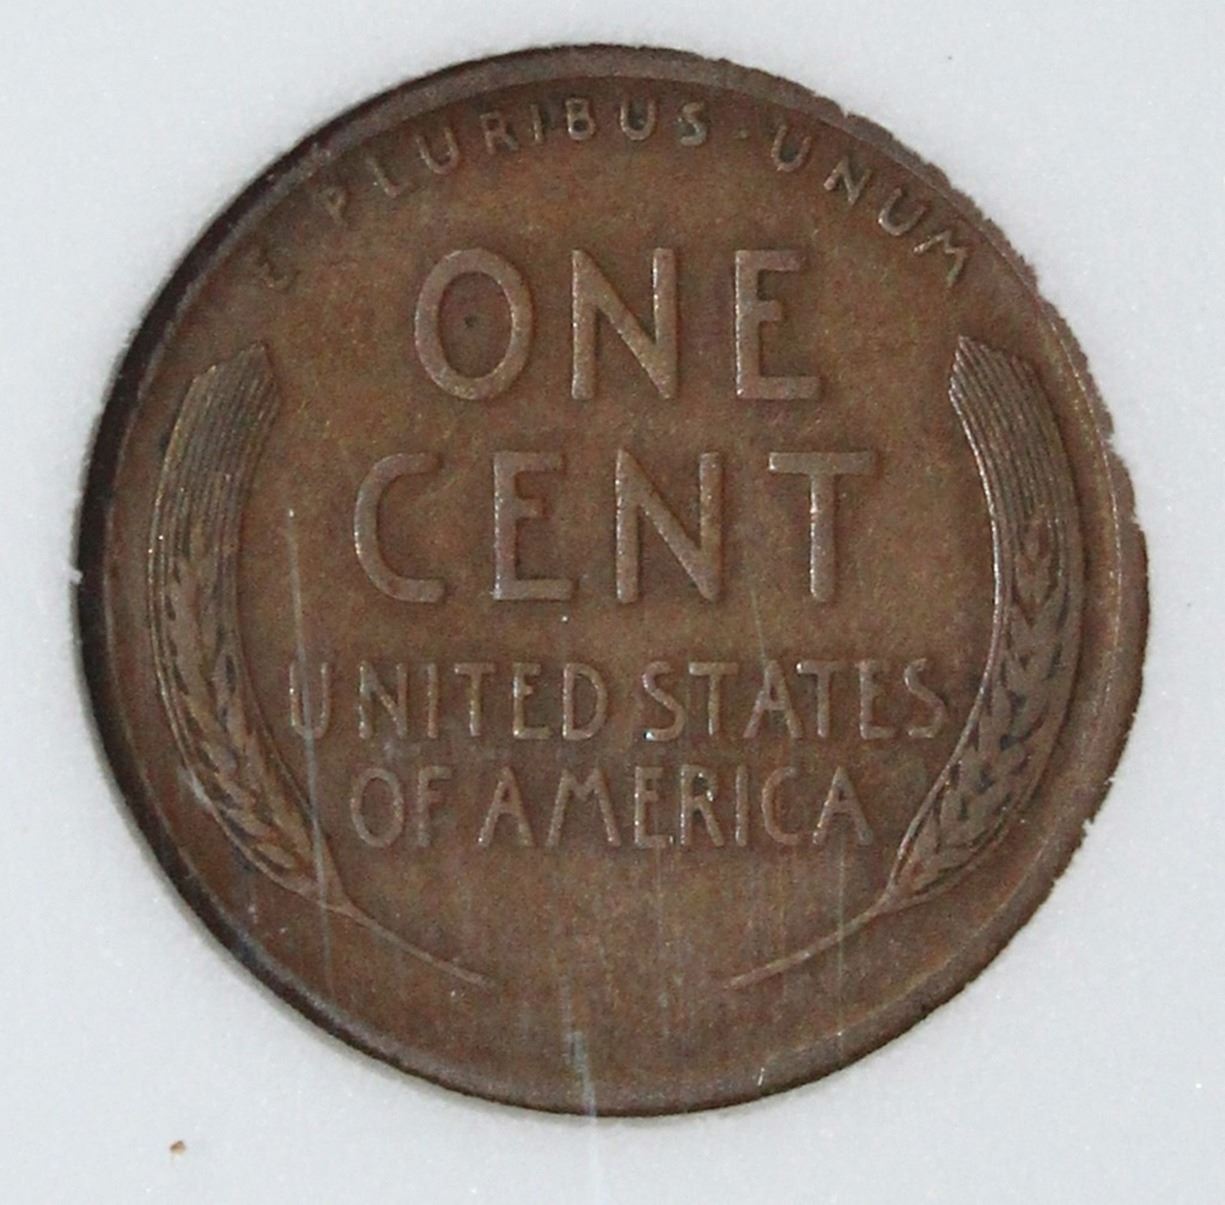 E PLURIBUS · UNUM
ONE
CENT
UNITED STATES
OF AMERICA